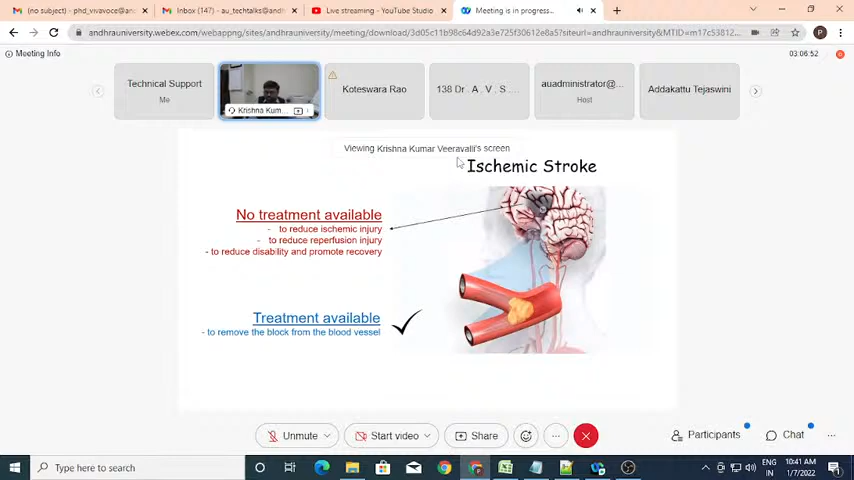 (no subject) - phd_vivavoce@an
Inbox (147) - au_techtalks@andh
Live streaming - YouTube Studio
Meeting is in progress...
andhrauniversity.webex.com/webappng/sites/andhrauniversity/meeting/download/3d05c11b98c64d92a3e725f30612e8a5?siteurl=andhrauniversity&MTID=m17c53812...
Meeting Info
03:06:52
Technical Support
Me
Krishna Kum...
Koteswara Rao
138 Dr . A . V . S ....
auadministrator@...
Host
Addakattu Tejaswini
Viewing Krishna Kumar Veeravalli's screen
Ischemic Stroke
No treatment available
- to reduce ischemic injury
- to reduce reperfusion injury
- to reduce disability and promote recovery
Treatment available
- to remove the block from the blood vessel
Unmute
Start video
Share
Participants
Chat
Type here to search
ENG
IN
10:41 AM
1/7/2022